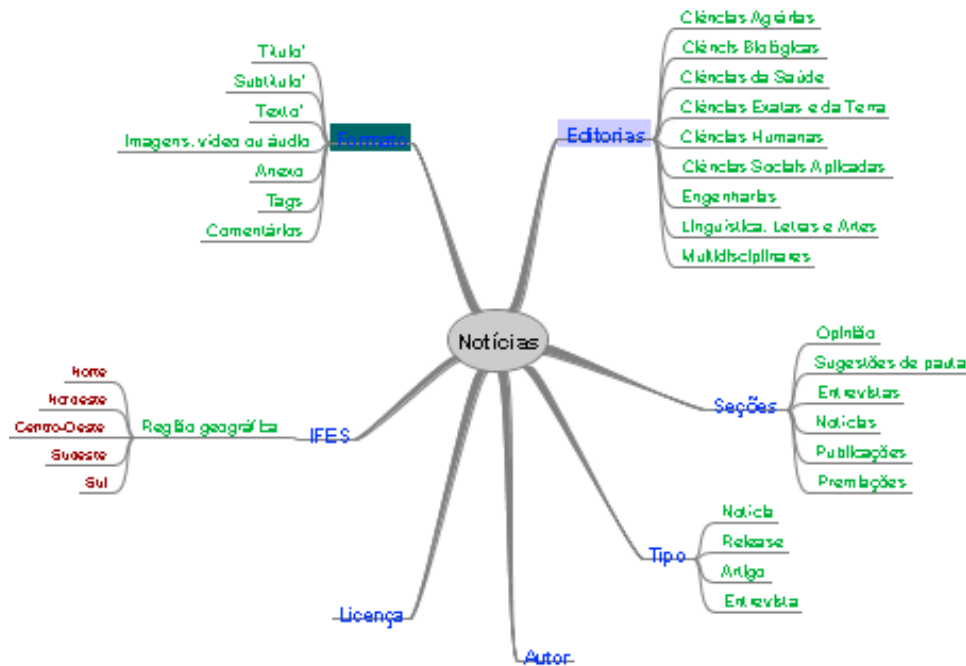 Notícias
Formato
Título*
Subtítulo*
Texto*
Imagens, vídeo ou áudio
Anexo
Tags
Comentários
Editorias
Ciências Agrárias
Ciêncis Biológicas
Ciências da Saúde
Ciências Exatas e da Terra
Ciências Humanas
Ciências Sociais Aplicadas
Engenharias
Linguística, Letras e Artes
Multidisciplinares
Seções
Opinião
Sugestões de pauta
Entrevistas
Notícias
Publicações
Premiações
Tipo
Notícia
Release
Artigo
Entrevista
Autor
Licença
IFES
Região geográfica
Norte
Nordeste
Centro-Oeste
Sudeste
Sul